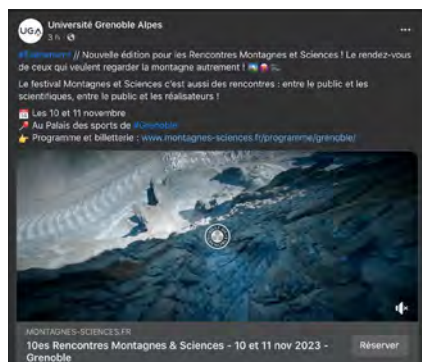 UGA
Université Grenoble Alpes
3 h
#Évènement // Nouvelle édition pour les Rencontres Montagnes et Sciences ! Le rendez-vous
de ceux qui veulent regarder la montagne autrement !
Le festival Montagnes et Sciences c'est aussi des rencontres : entre le public et les
scientifiques, entre le public et les réalisateurs !
Les 10 et 11 novembre
Au Palais des sports de #Grenoble
Programme et billetterie : www.montagnes-sciences.fr/programme/grenoble/
MONTAGNES-SCIENCES.FR
10es Rencontres Montagnes & Sciences - 10 et 11 nov 2023 -
Grenoble
Réserver